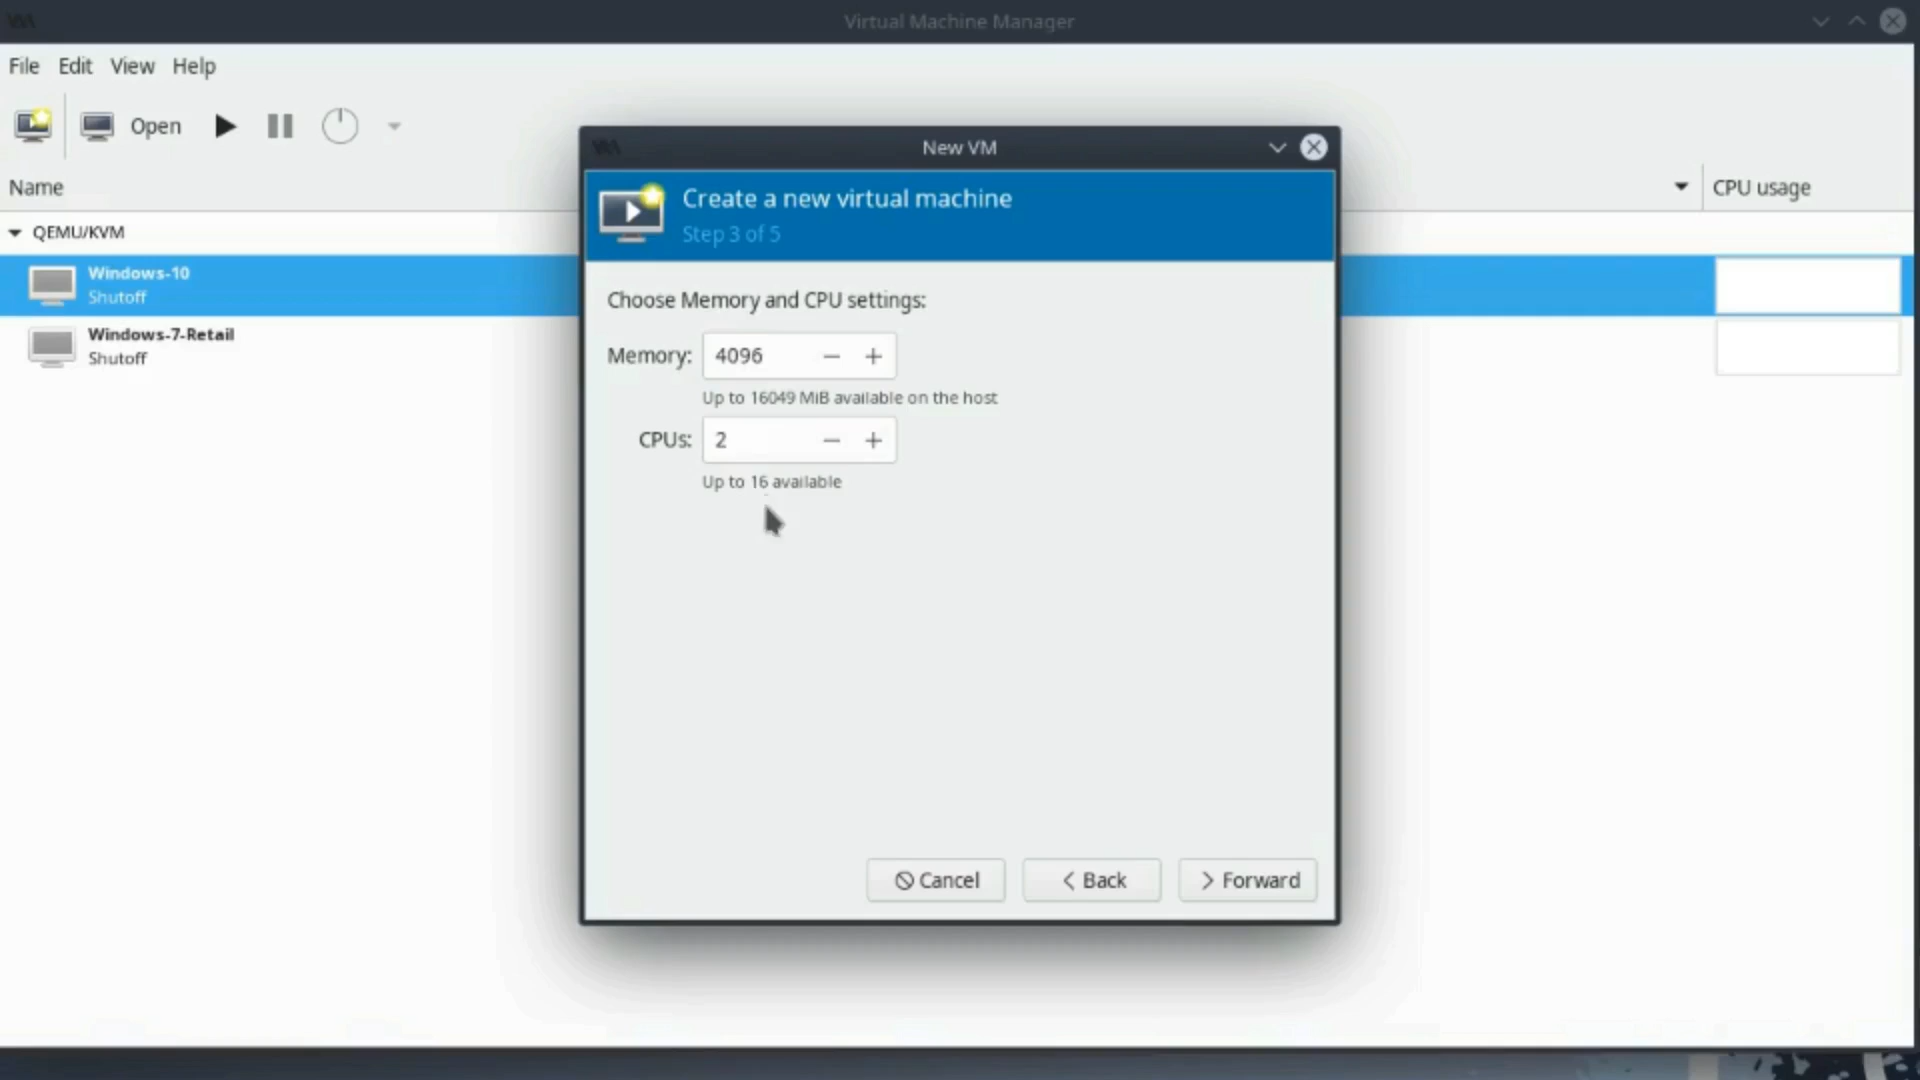 Virtual Machine Manager
File Edit View Help
Open
Name
CPU usage
QEMU/KVM
Windows-10
Shutoff
Windows-7-Retail
Shutoff
New VM
Create a new virtual machine
Step 3 of 5
Choose Memory and CPU settings:
Memory: 4096
Up to 16049 MiB available on the host
CPUs: 2
Up to 16 available
Cancel
Back
Forward